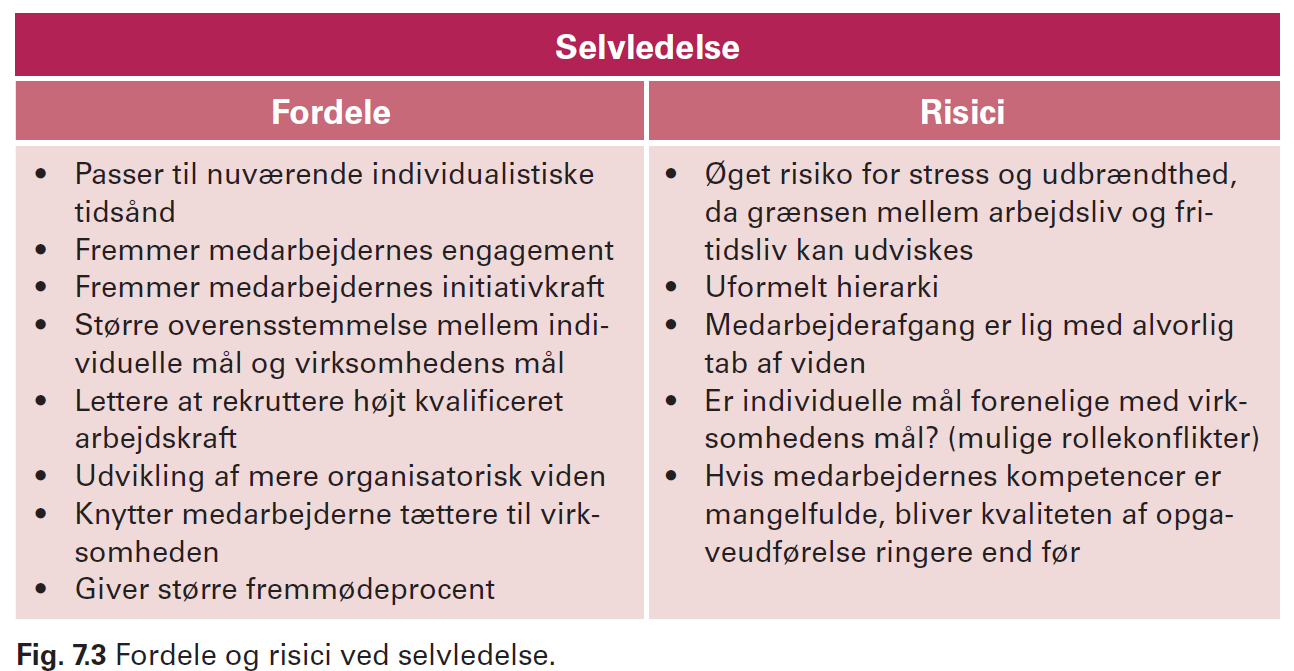 Selvledelse
Fordele
• Passer til nuværende individualistiske
tidsånd
• Fremmer medarbejdernes engagement
• Fremmer medarbejdernes initiativkraft
• Større overensstemmelse mellem indi-
viduelle mål og virksomhedens mål
• Lettere at rekruttere højt kvalificeret
arbejdskraft
• Udvikling af mere organisatorisk viden
• Knytter medarbejderne tættere til virk-
somheden
• Giver større fremmødeprocent
Risici
• Øget risiko for stress og udbrændthed,
da grænsen mellem arbejdsliv og fri-
tidsliv kan udviskes
• Uformelt hierarki
• Medarbejderafgang er lig med alvorlig
tab af viden
• Er individuelle mål forenelige med virk-
somhedens mål? (mulige rollekonflikter)
• Hvis medarbejdernes kompetencer er
mangelfulde, bliver kvaliteten af opga-
veudførelse ringere end før
Fig. 7.3 Fordele og risici ved selvledelse.